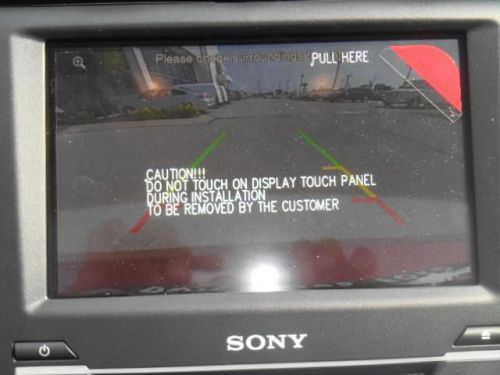 Please check surroundings
PULL HERE
CAUTION!!!
DO NOT TOUCH ON DISPLAY TOUCH PANEL
DURING INSTALLATION
TO BE REMOVED BY THE CUSTOMER
SONY